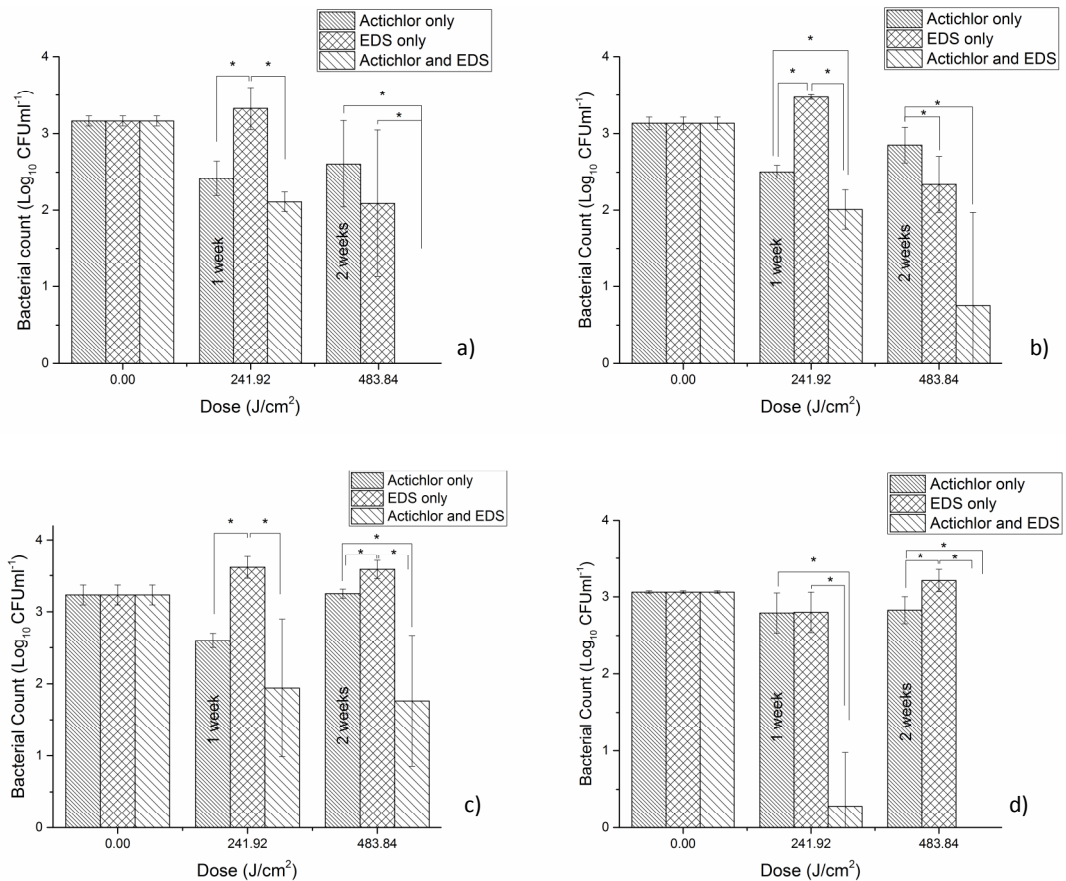 Actichlor only
EDS only
Actichlor and EDS
Bacterial count (Log10 CFUml-1)
4
3
2
1
0
* *
*
*
1 week
2 weeks
a)
0.00 241.92 483.84
Dose (J/cm2)
Actichlor only
EDS only
Actichlor and EDS
Bacterial Count (Log10 CFUml-1)
4
3
2
1
0
*
* *
*
*
1 week
2 weeks
b)
0.00 241.92 483.84
Dose (J/cm2)
Actichlor only
EDS only
Actichlor and EDS
Bacterial Count (Log10 CFUml-1)
4
3
2
1
0
* *
*
* *
1 week
2 weeks
c)
0.00 241.92 483.84
Dose (J/cm2)
Actichlor only
EDS only
Actichlor and EDS
Bacterial Count (Log10 CFUml-1)
4
3
2
1
0
*
*
*
* *
1 week
2 weeks
d)
0.00 241.92 483.84
Dose (J/cm2)